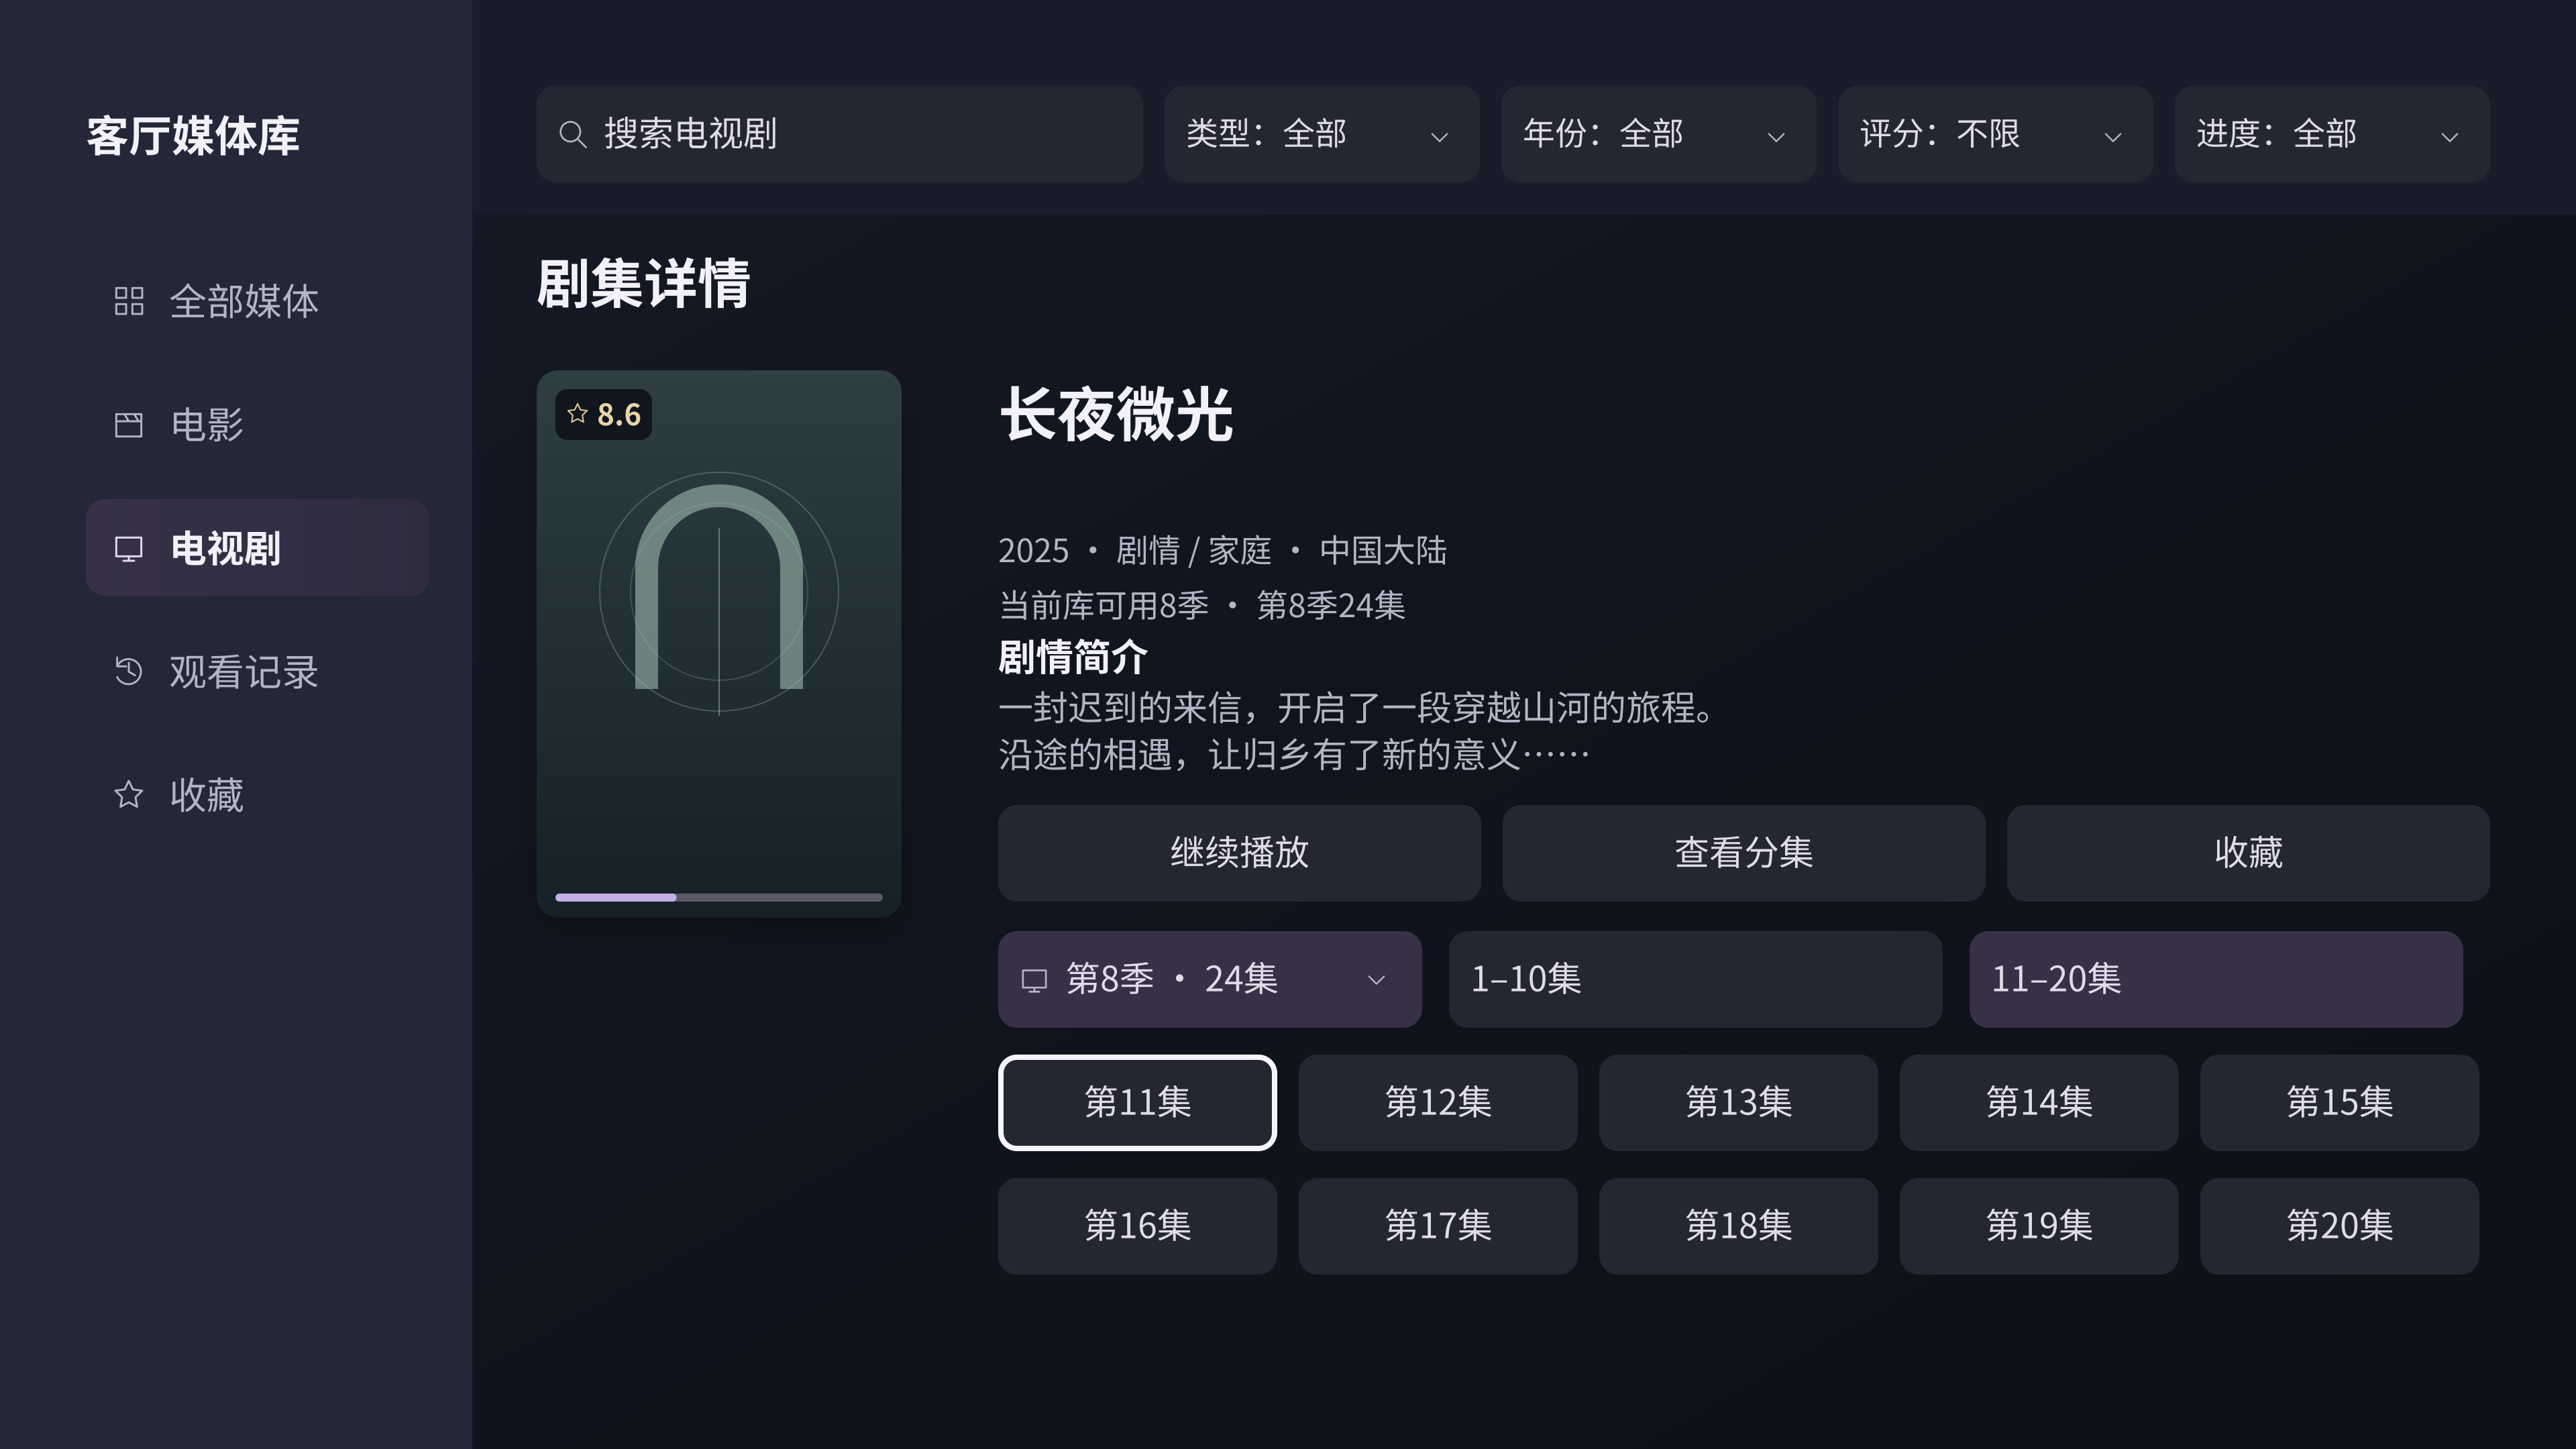 客厅媒体库
全部媒体
电影
电视剧
观看记录
收藏
搜索电视剧
类型：全部
年份：全部
评分：不限
进度：全部
剧集详情
8.6
长夜微光
2025 · 剧情 / 家庭 · 中国大陆
当前库可用8季 · 第8季24集
剧情简介
一封迟到的来信，开启了一段穿越山河的旅程。
沿途的相遇，让归乡有了新的意义……
继续播放
查看分集
收藏
第8季 · 24集
1–10集
11–20集
第11集
第12集
第13集
第14集
第15集
第16集
第17集
第18集
第19集
第20集